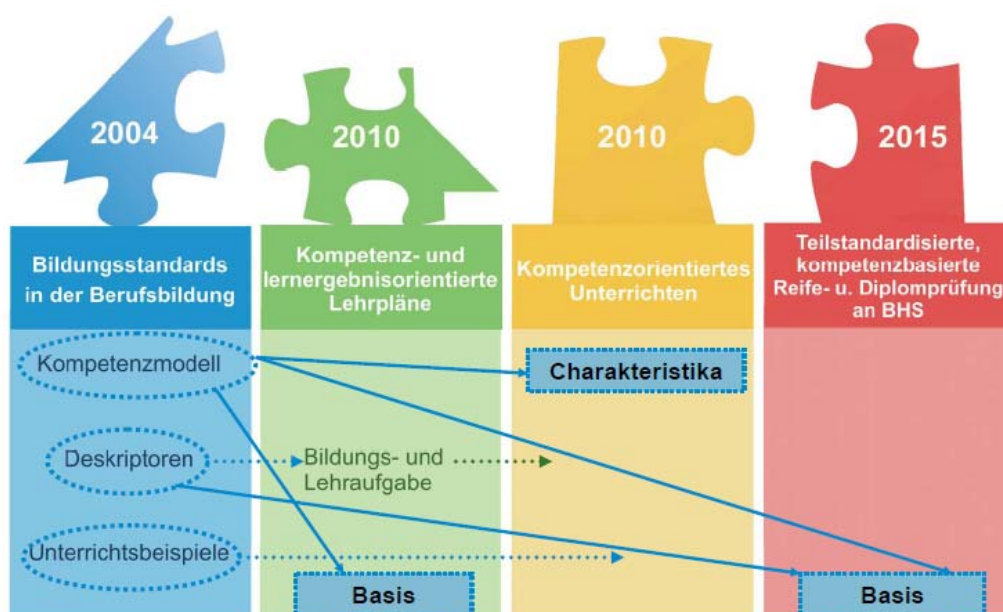 2004
2010
2010
2015
Bildungsstandards
in der Berufsbildung
Kompetenz- und
lernergebnisorientierte
Lehrpläne
Kompetenzorientiertes
Unterrichten
Teilstandardisierte,
kompetenzbasierte
Reife- u. Diplomprüfung
an BHS
Kompetenzmodell
Charakteristika
Deskriptoren
Bildungs- und
Lehraufgabe
Unterrichtsbeispiele
Basis
Basis